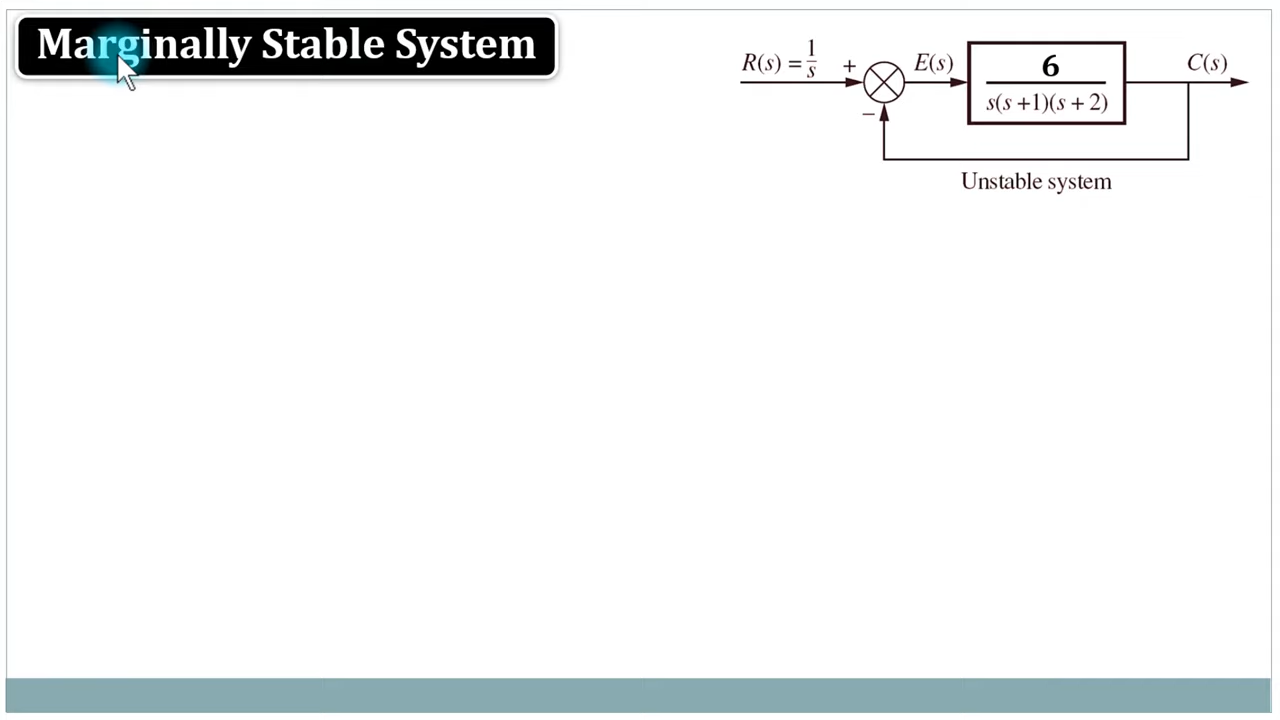 Marginally Stable System
R(s) = 1/s
+
E(s)
6
s(s +1)(s + 2)
C(s)
−
Unstable system